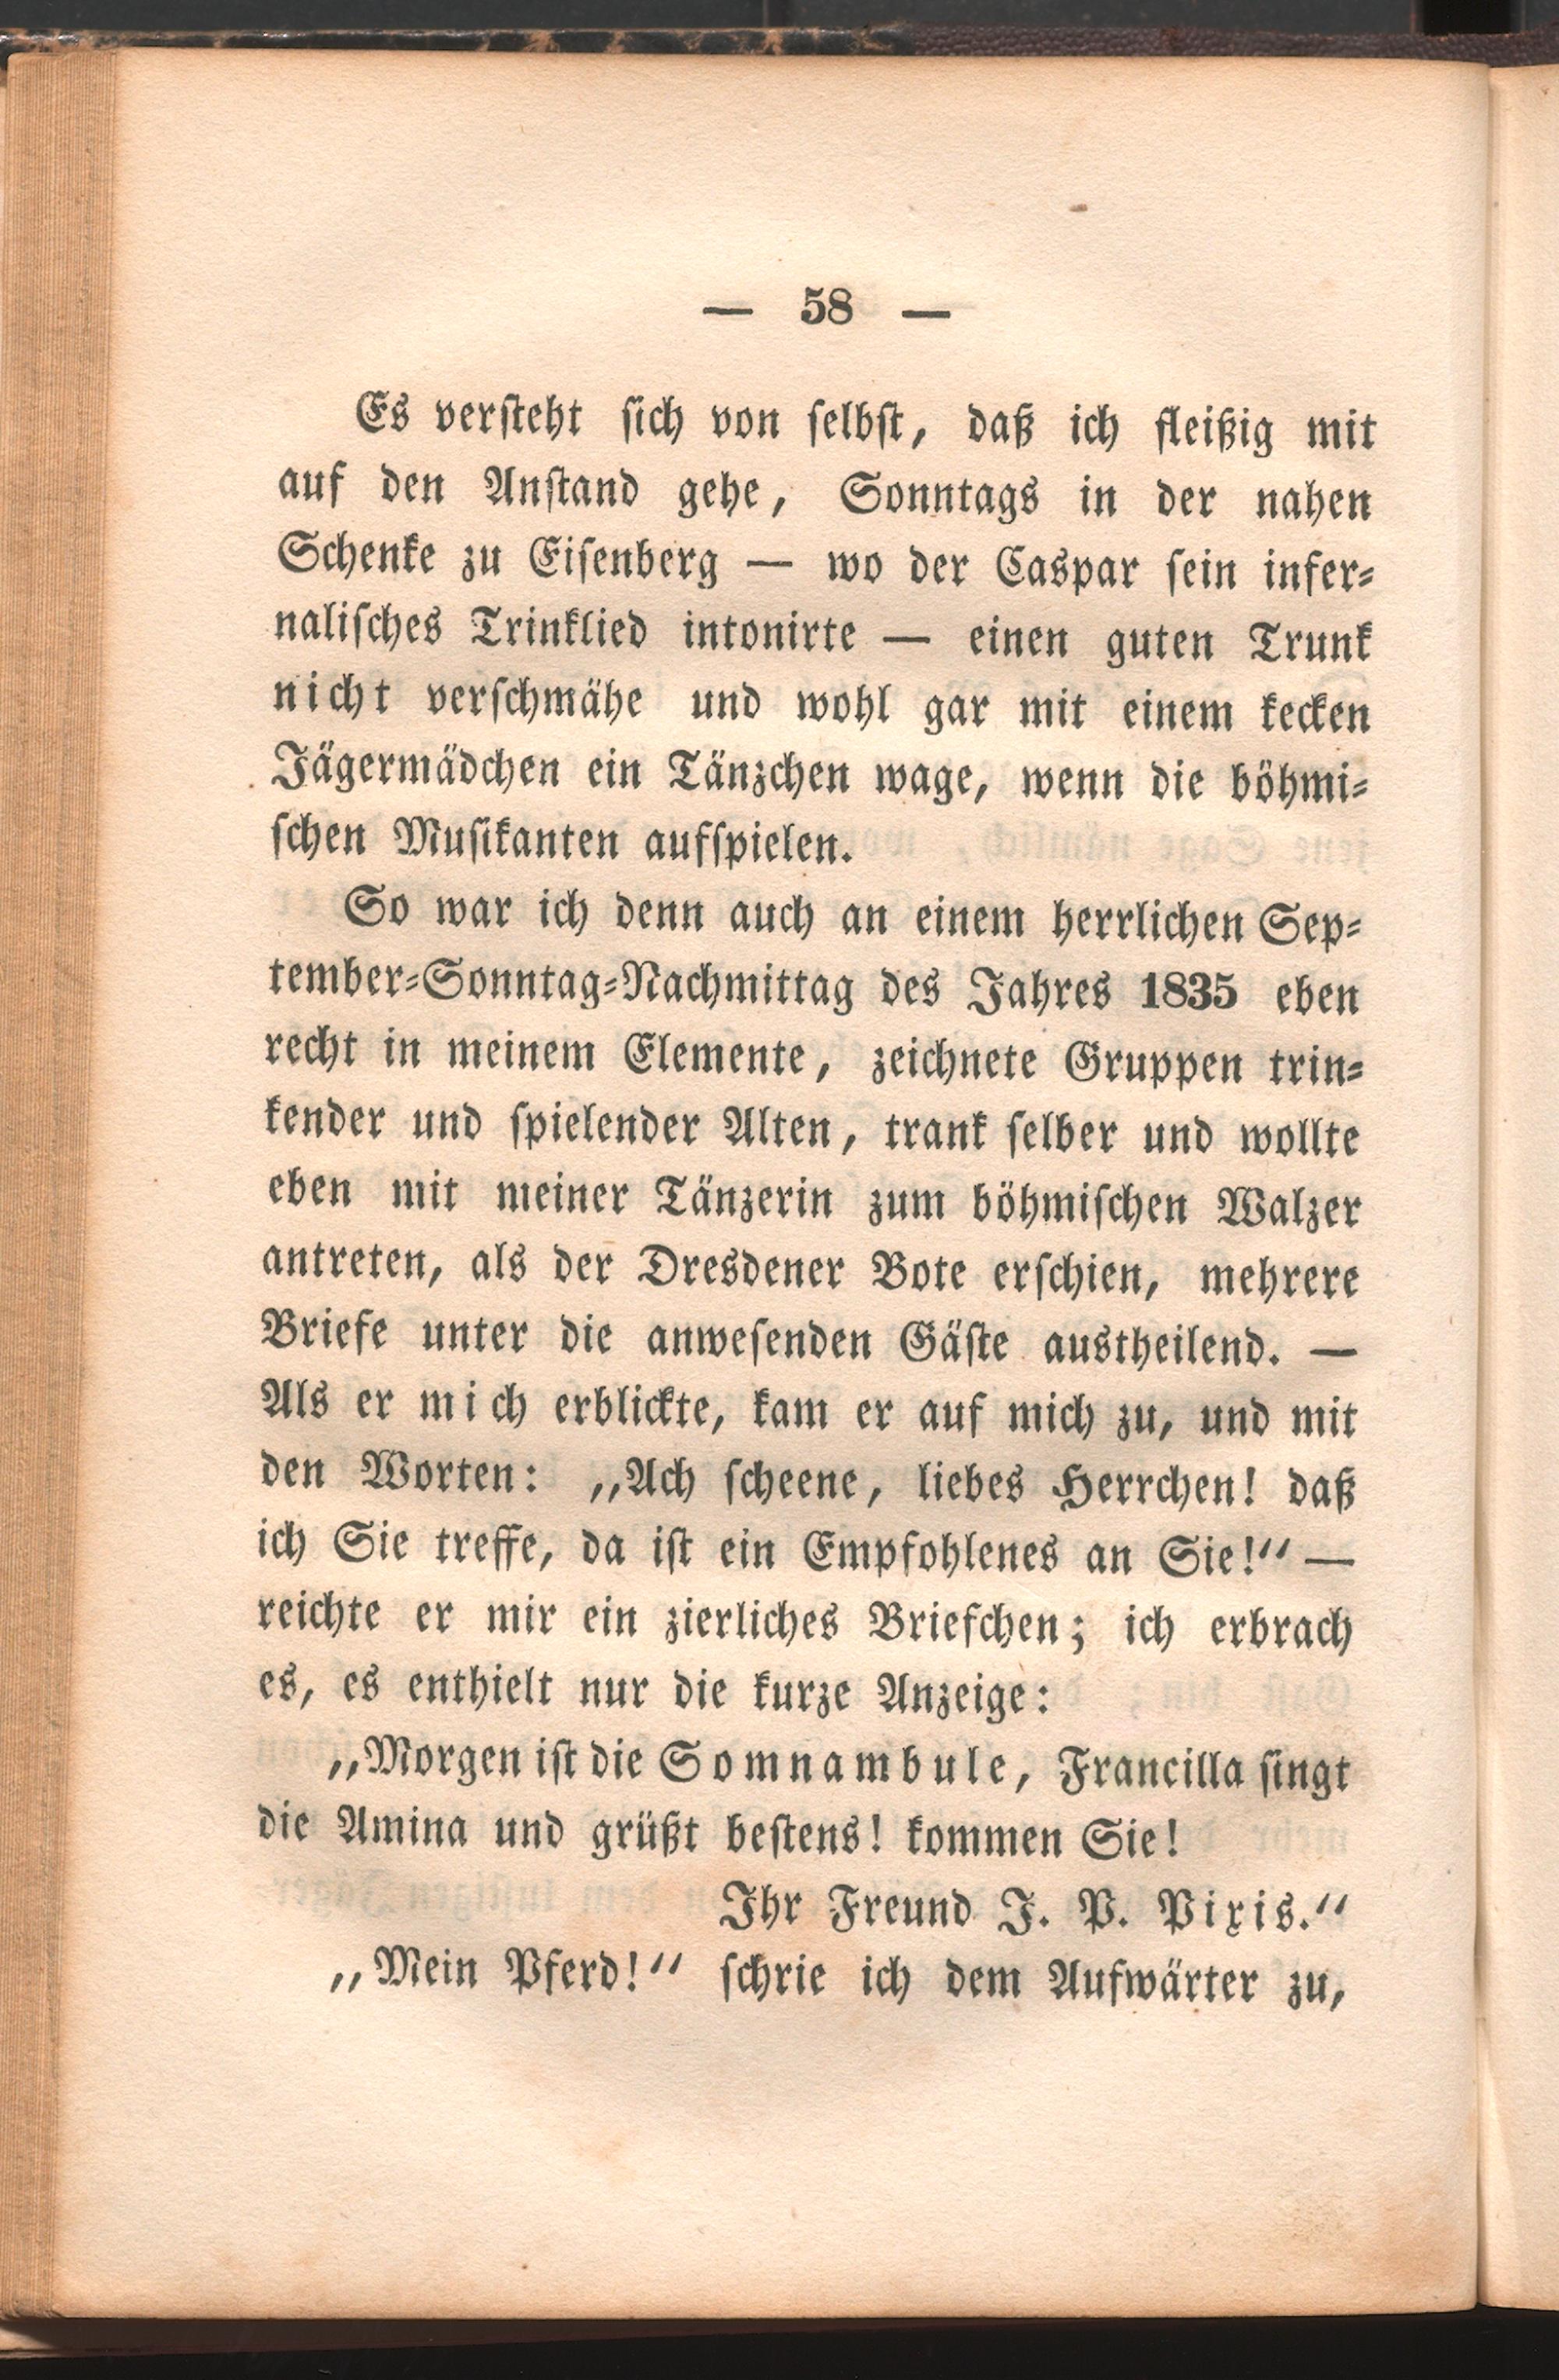 — 58 —
Es verſteht ſich von ſelbſt, daß ich fleißig mit
auf den Anſtand gehe, Sonntags in der nahen
Schenke zu Eiſenberg — wo der Caspar ſein infer⸗
naliſches Trinklied intonirte — einen guten Trunk
nicht verſchmähe und wohl gar mit einem kecken
Jägermädchen ein Tänzchen wage, wenn die böhmi⸗
ſchen Muſikanten aufſpielen.
So war ich denn auch an einem herrlichen Sep⸗
tember⸗Sonntag⸗Nachmittag des Jahres 1835 eben
recht in meinem Elemente, zeichnete Gruppen trin⸗
kender und ſpielender Alten, trank ſelber und wollte
eben mit meiner Tänzerin zum böhmiſchen Walzer
antreten, als der Dresdener Bote erſchien, mehrere
Briefe unter die anweſenden Gäſte austheilend. —
Als er mich erblickte, kam er auf mich zu, und mit
den Worten: „Ach ſcheene, liebes Herrchen! daß
ich Sie treffe, da iſt ein Empfohlenes an Sie!“ —
reichte er mir ein zierliches Briefchen; ich erbrach
es, es enthielt nur die kurze Anzeige:
„Morgen iſt die Somnambule, Francilla ſingt
die Amina und grüßt beſtens! kommen Sie!
Ihr Freund J. P. Pixis.“
„Mein Pferd!“ ſchrie ich dem Aufwärter zu,